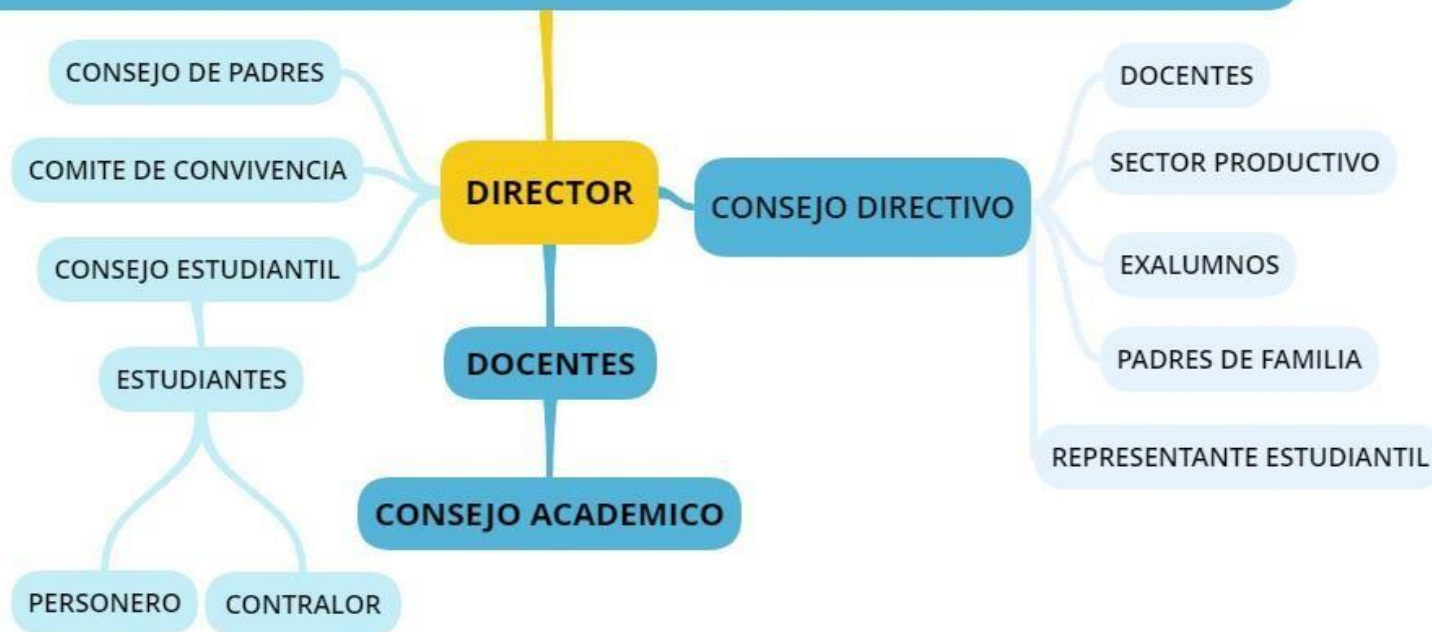 CONSEJO DE PADRES
COMITE DE CONVIVENCIA
CONSEJO ESTUDIANTIL
ESTUDIANTES
PERSONERO
CONTRALOR
DIRECTOR
DOCENTES
CONSEJO ACADEMICO
CONSEJO DIRECTIVO
DOCENTES
SECTOR PRODUCTIVO
EXALUMNOS
PADRES DE FAMILIA
REPRESENTANTE ESTUDIANTIL